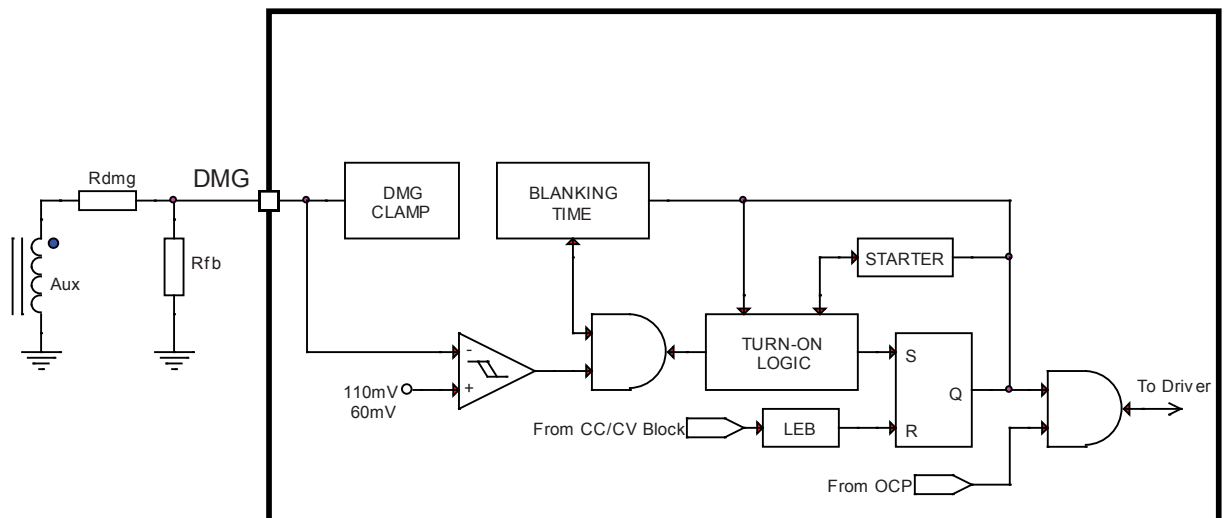 Rdmg
DMG
Rfb
Aux
DMG
CLAMP
BLANKING
TIME
STARTER
TURN-ON
LOGIC
-
+
110mV
60mV
S
Q
R
From CC/CV Block
LEB
From OCP
To Driver